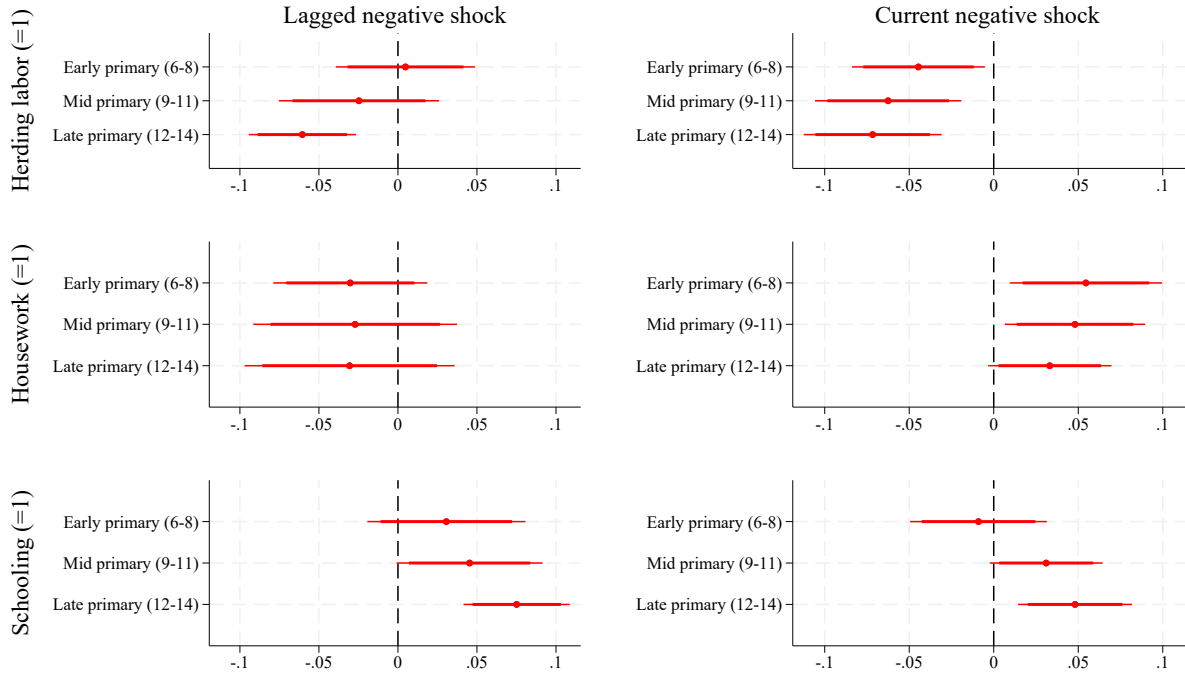 Lagged negative shock
Current negative shock
Herding labor (=1)
Early primary (6-8)
Mid primary (9-11)
Late primary (12-14)
-.1 -.05 0 .05 .1
Early primary (6-8)
Mid primary (9-11)
Late primary (12-14)
-.1 -.05 0 .05 .1
Housework (=1)
Early primary (6-8)
Mid primary (9-11)
Late primary (12-14)
-.1 -.05 0 .05 .1
Early primary (6-8)
Mid primary (9-11)
Late primary (12-14)
-.1 -.05 0 .05 .1
Schooling (=1)
Early primary (6-8)
Mid primary (9-11)
Late primary (12-14)
-.1 -.05 0 .05 .1
Early primary (6-8)
Mid primary (9-11)
Late primary (12-14)
-.1 -.05 0 .05 .1